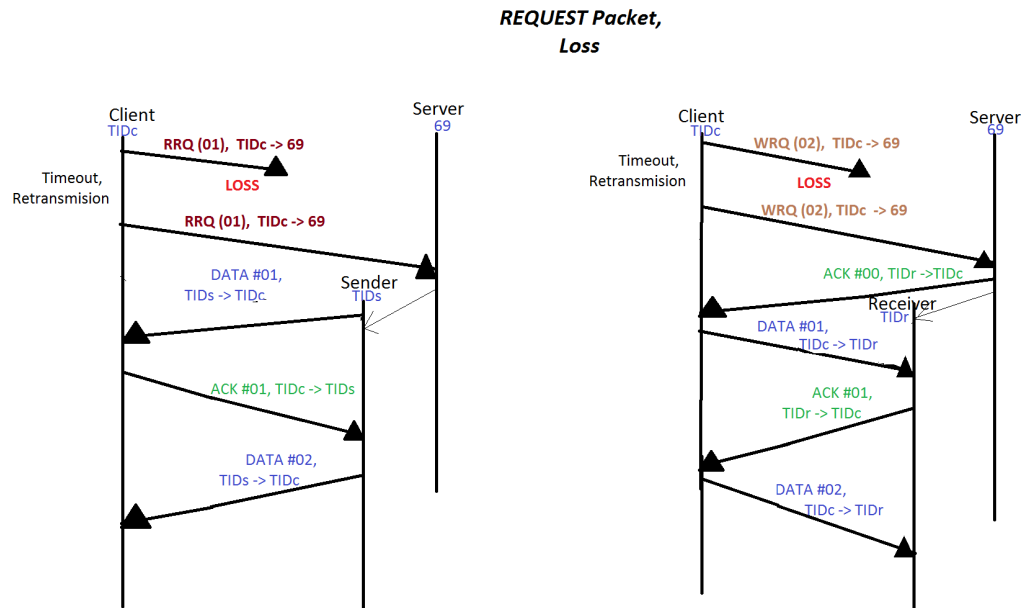 REQUEST Packet,
Loss
Client
TIDc
Server
69
RRQ (01),  TIDc -> 69
LOSS
Timeout,
Retransmision
RRQ (01),  TIDc -> 69
DATA #01,
TIDs -> TIDc
Sender
TIDs
ACK #01, TIDc -> TIDs
DATA #02,
TIDs -> TIDc
Client
TIDc
Server
69
WRQ (02),  TIDc -> 69
LOSS
Timeout,
Retransmision
WRQ (02), TIDc  -> 69
ACK #00, TIDr ->TIDc
Receiver
TIDr
DATA #01,
TIDc -> TIDr
ACK #01,
TIDr -> TIDc
DATA #02,
TIDc -> TIDr